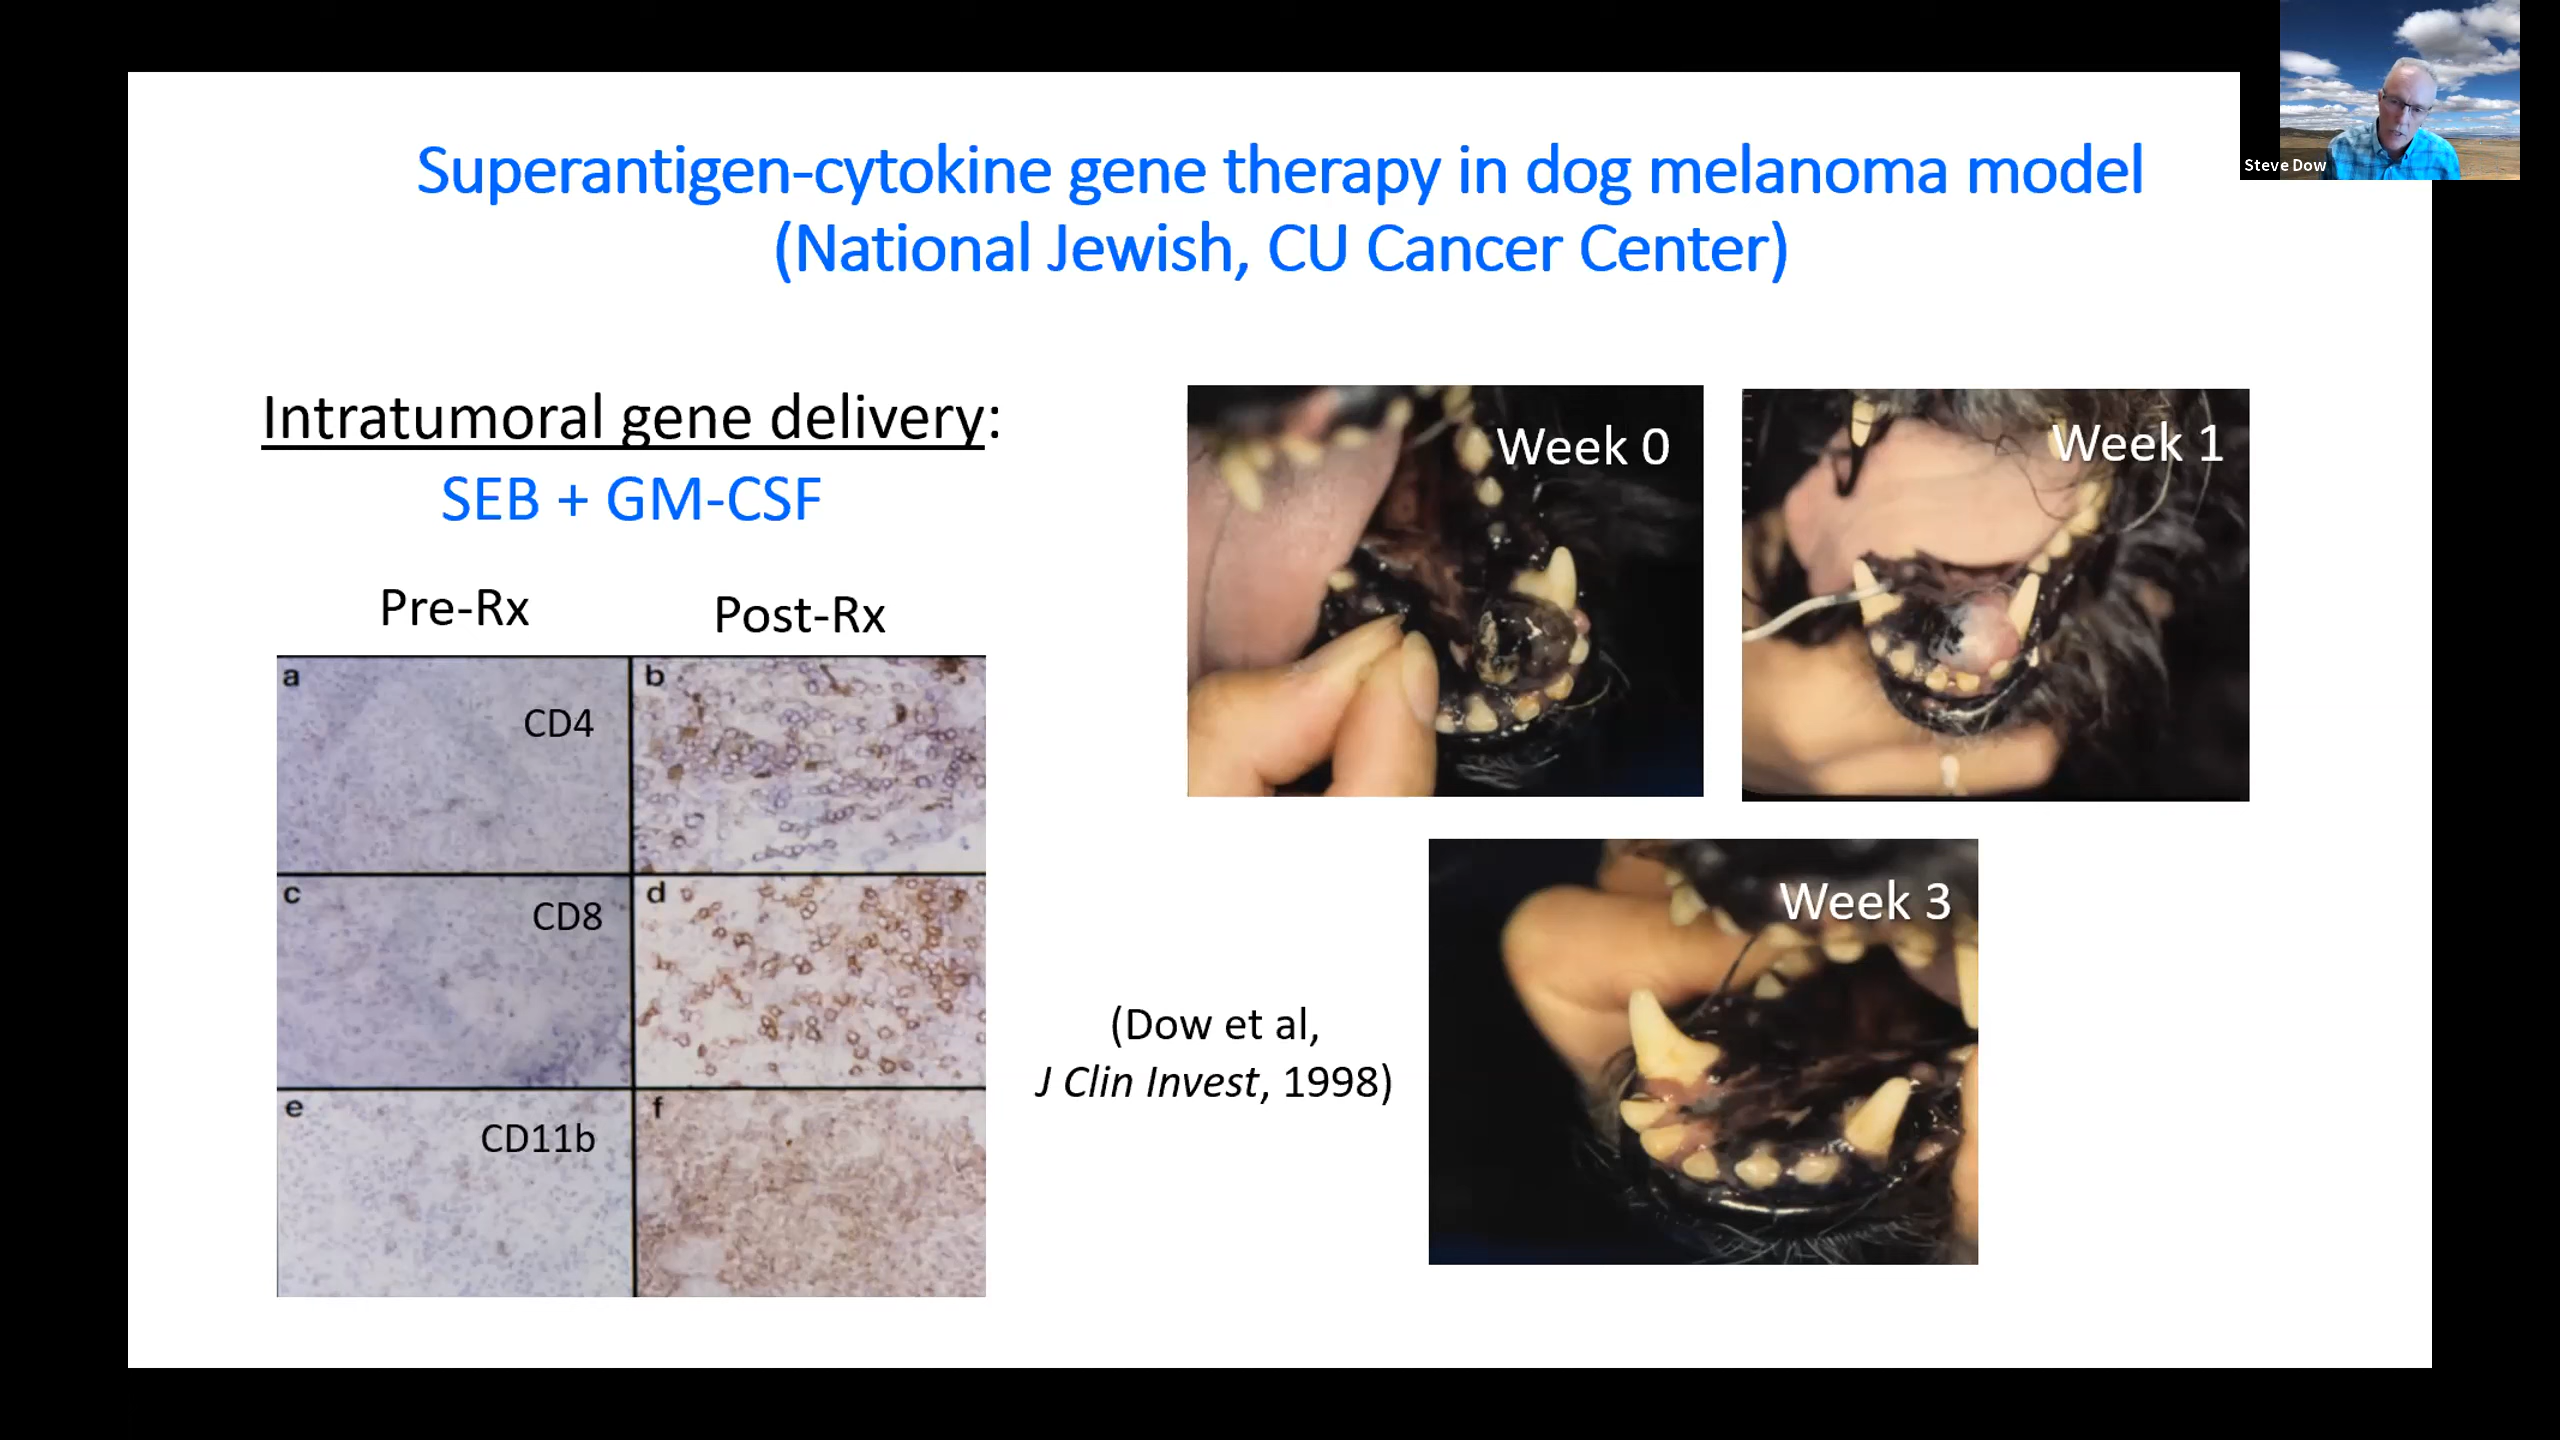 Superantigen-cytokine gene therapy in dog melanoma model
(National Jewish, CU Cancer Center)
Steve Dow
Intratumoral gene delivery:
SEB + GM-CSF
Pre-Rx
Post-Rx
a
CD4
b
c
CD8
d
e
CD11b
f
Week 0
Week 1
Week 3
(Dow et al,
J Clin Invest, 1998)